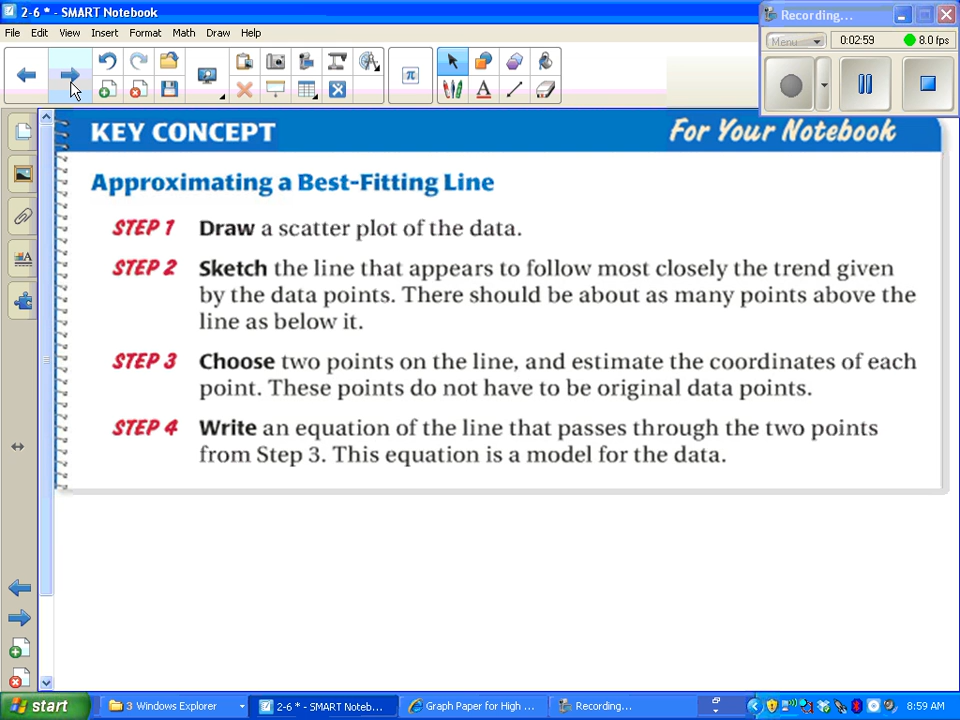 2-6 * - SMART Notebook
Recording...
File Edit View Insert Format Math Draw Help
Menu 0:02:59 8.0 fps
KEY CONCEPT For Your Notebook
Approximating a Best-Fitting Line
STEP 1 Draw a scatter plot of the data.
STEP 2 Sketch the line that appears to follow most closely the trend given
by the data points. There should be about as many points above the
line as below it.
STEP 3 Choose two points on the line, and estimate the coordinates of each
point. These points do not have to be original data points.
STEP 4 Write an equation of the line that passes through the two points
from Step 3. This equation is a model for the data.
start 3 Windows Explorer 2-6 * - SMART Noteb... Graph Paper for High ... Recording... 8:59 AM